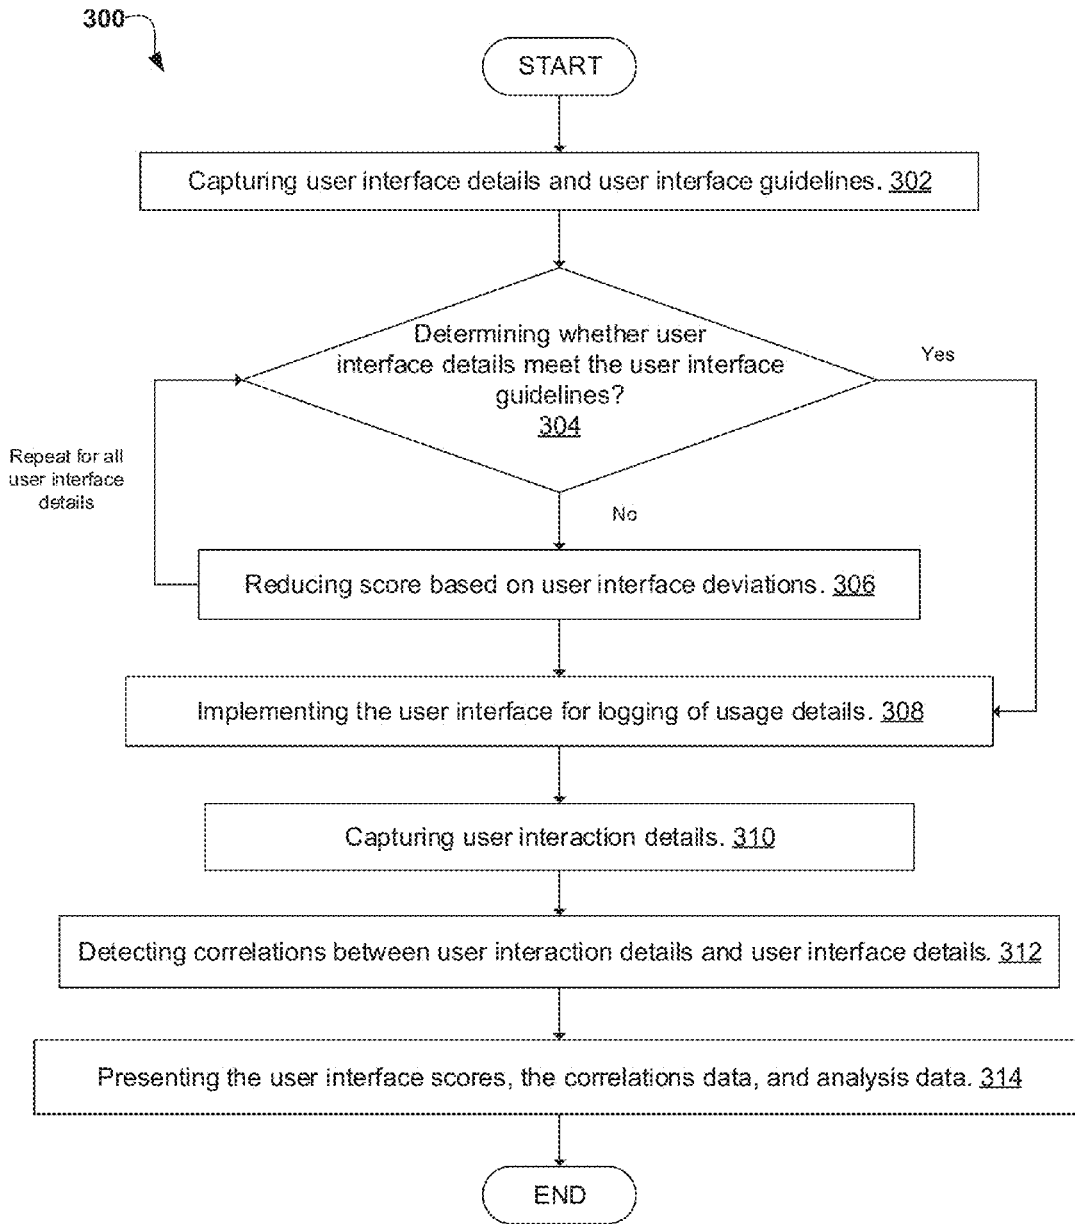 300
START
Capturing user interface details and user interface guidelines. 302
Determining whether user
interface details meet the user interface
guidelines?
304
Yes
Repeat for all
user interface
details
No
Reducing score based on user interface deviations. 306
Implementing the user interface for logging of usage details. 308
Capturing user interaction details. 310
Detecting correlations between user interaction details and user interface details. 312
Presenting the user interface scores, the correlations data, and analysis data. 314
END